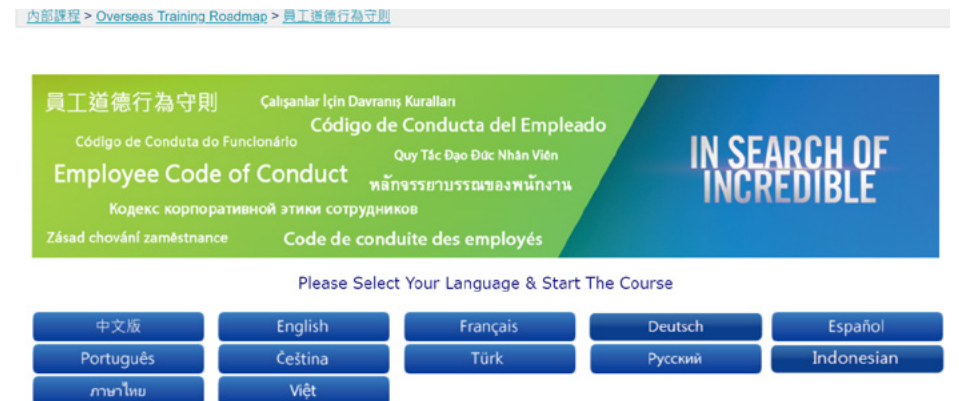 内部課程 > Overseas Training Roadmap > 員工道德行為守則
員工道德行為守則
Çalışanlar İçin Davranış Kuralları
Código de Conducta del Empleado
Código de Conduta do Funcionário
Quy Tắc Đạo Đức Nhân Viên
Employee Code of Conduct
หลักจรรยาบรรณของพนักงาน
Кодекс корпоративной этики сотрудников
Zásad chování zaměstnance
Code de conduite des employés
IN SEARCH OF
INCREDIBLE
Please Select Your Language & Start The Course
中文版 English Français Deutsch Español
Português Čeština Türk Русский Indonesian
ภาษาไทย Việt